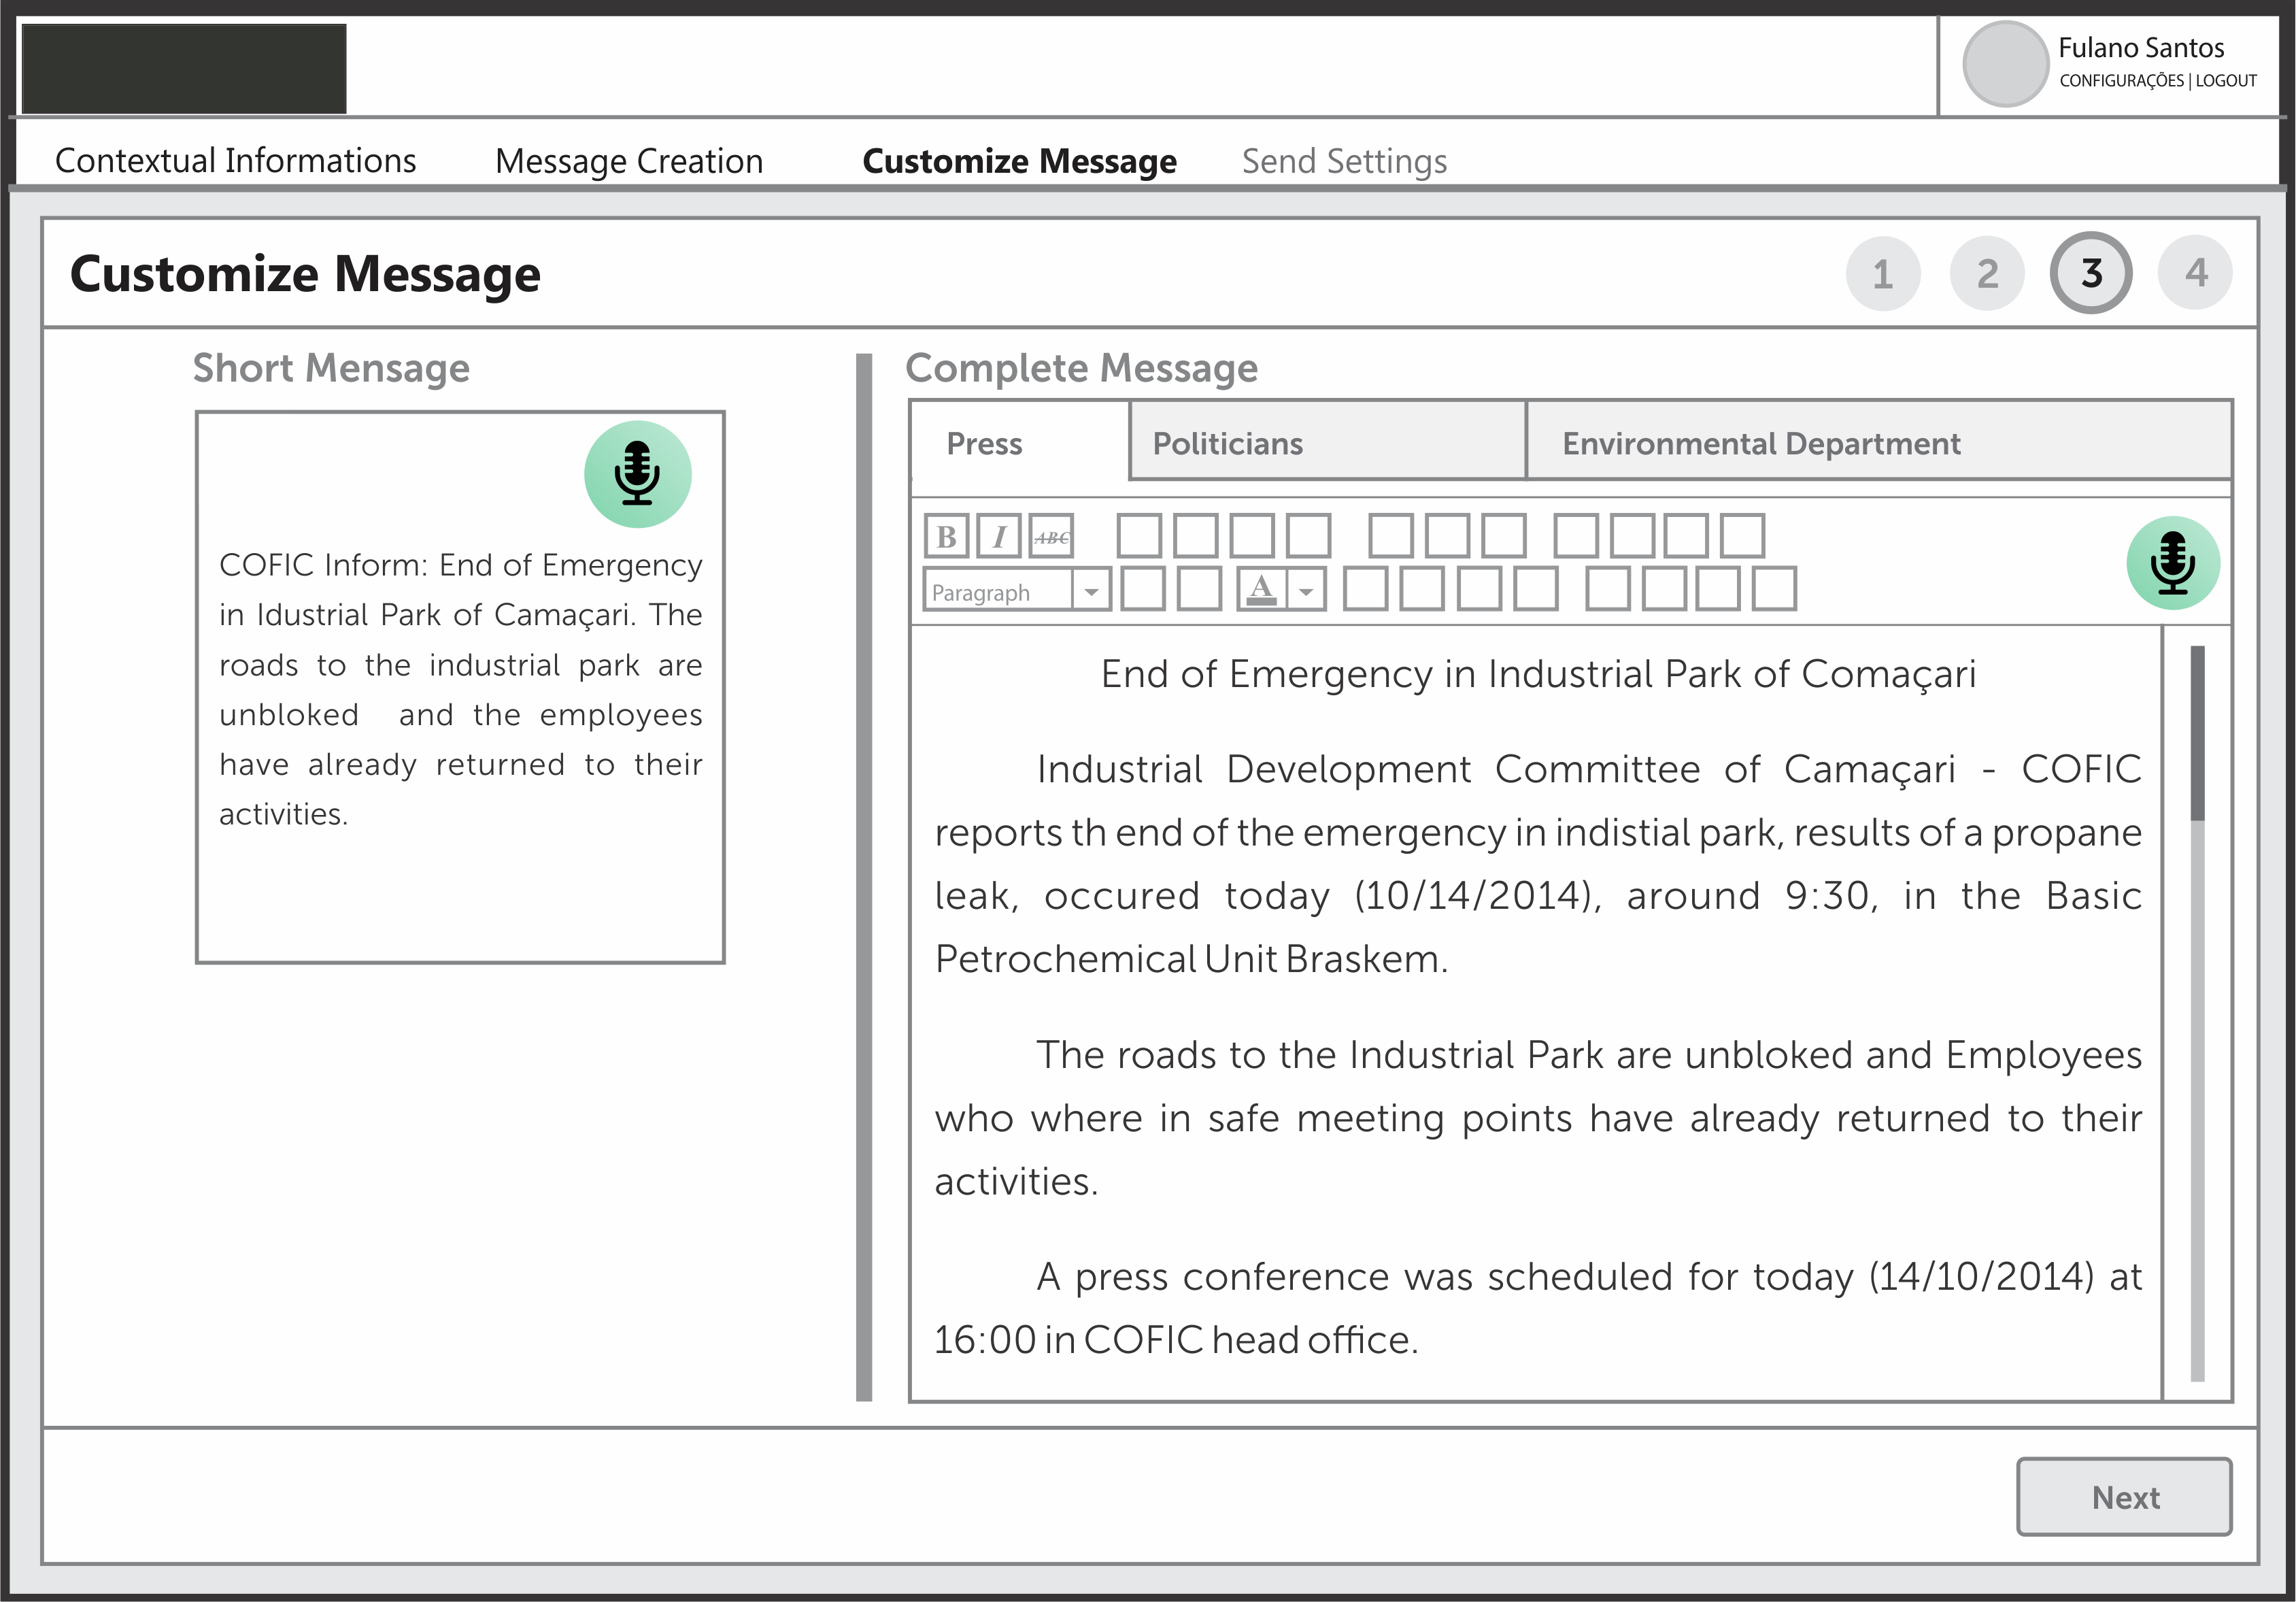 Fulano Santos
CONFIGURAÇÕES | LOGOUT
Contextual Informations
Message Creation
Customize Message
Send Settings
Customize Message
1
2
3
4
Short Mensage
COFIC Inform: End of Emergency
in Idustrial Park of Camaçari. The
roads to the industrial park are
unbloked and the employees
have already returned to their
activities.
Complete Message
Press
Politicians
Environmental Department
B
I
ABC
Paragraph
A
End of Emergency in Industrial Park of Comaçari
Industrial Development Committee of Camaçari - COFIC
reports th end of the emergency in indistial park, results of a propane
leak, occured today (10/14/2014), around 9:30, in the Basic
Petrochemical Unit Braskem.
The roads to the Industrial Park are unbloked and Employees
who where in safe meeting points have already returned to their
activities.
A press conference was scheduled for today (14/10/2014) at
16:00 in COFIC head office.
Next